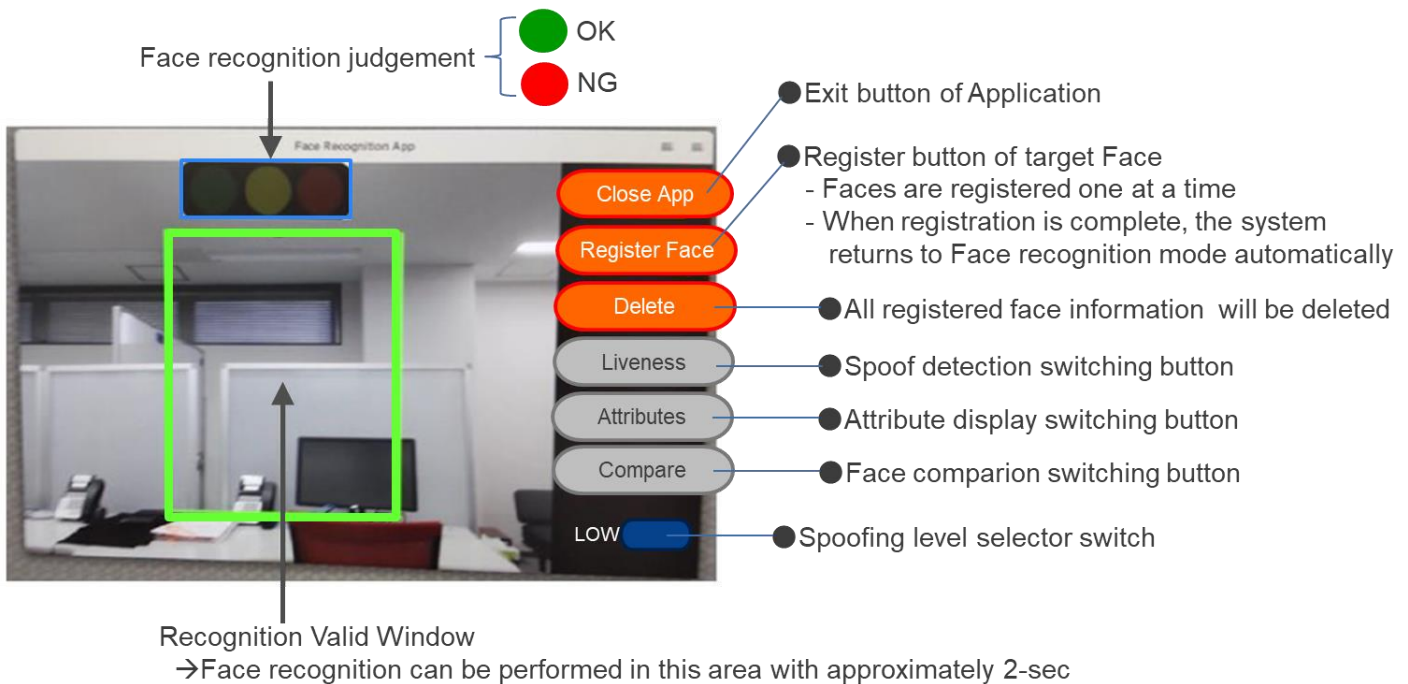 Face recognition judgement
OK
NG
Face Recognition App
Close App
Register Face
Delete
Liveness
Attributes
Compare
LOW
●Exit button of Application
●Register button of target Face
- Faces are registered one at a time
- When registration is complete, the system
returns to Face recognition mode automatically
●All registered face information will be deleted
●Spoof detection switching button
●Attribute display switching button
●Face comparion switching button
●Spoofing level selector switch
Recognition Valid Window
→Face recognition can be performed in this area with approximately 2-sec